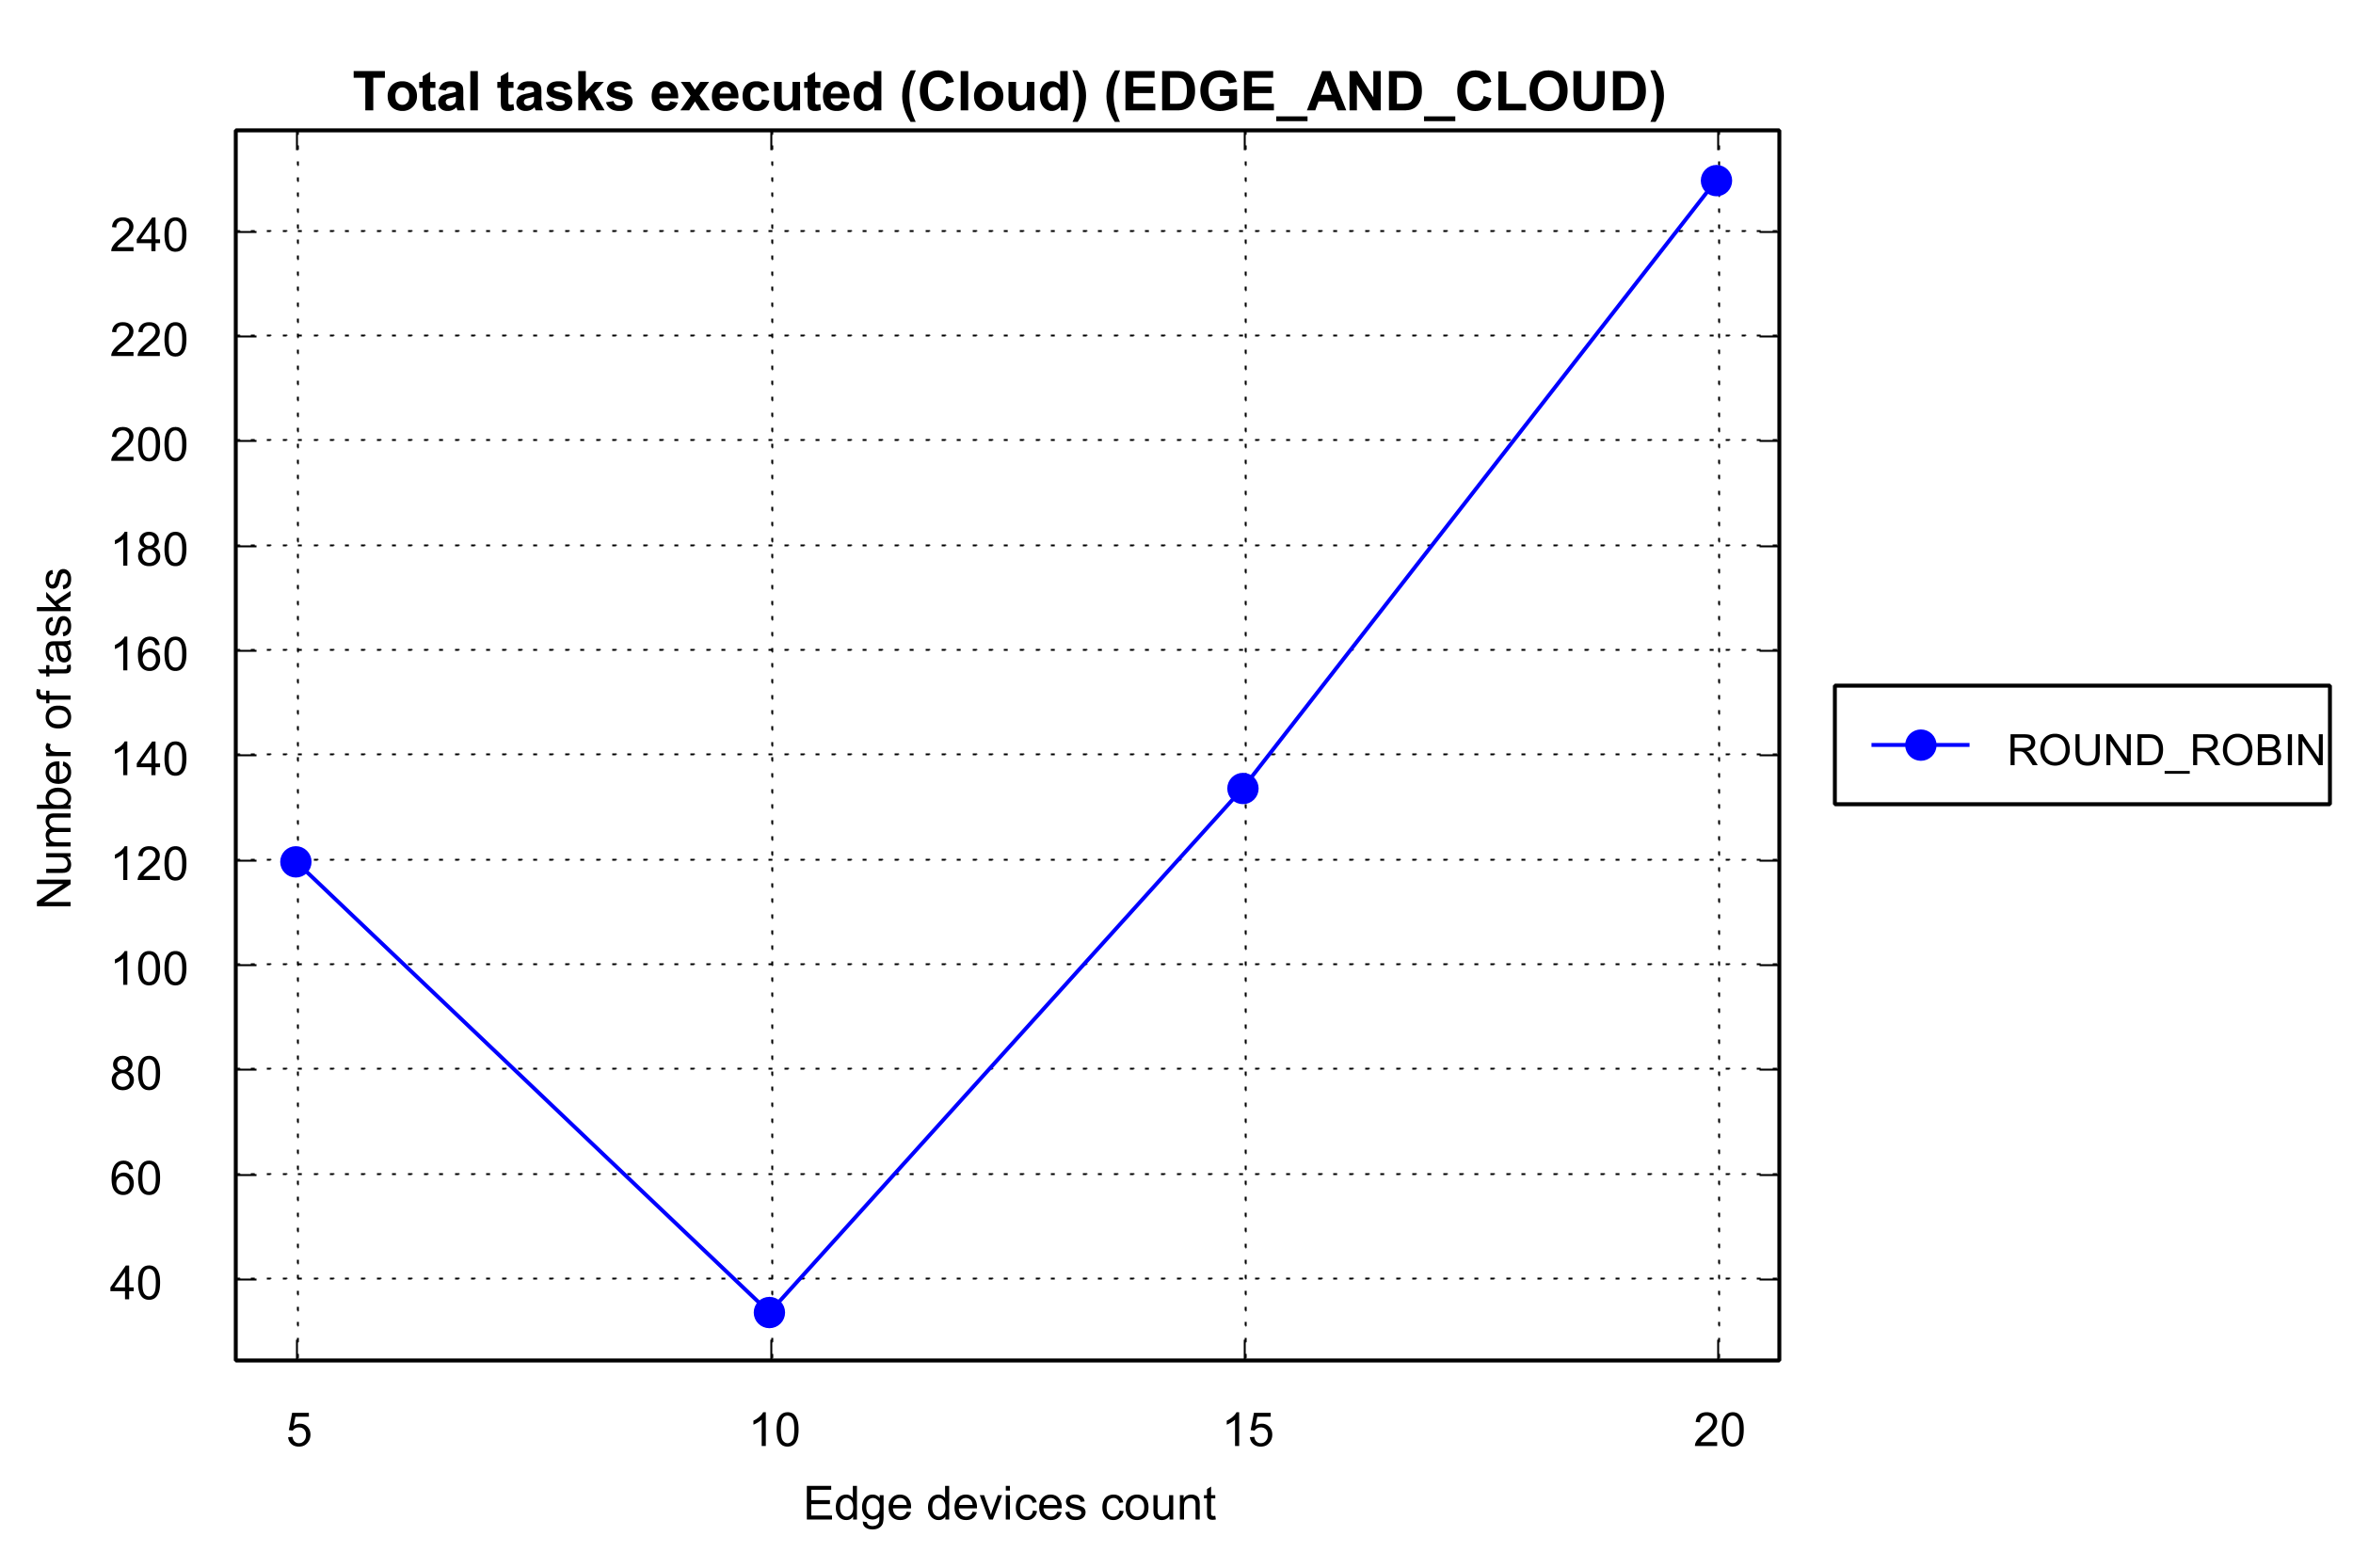 Total tasks executed (Cloud) (EDGE_AND_CLOUD)
240
220
200
180
160
140
120
100
80
60
40
Number of tasks
5 10 15 20
Edge devices count
ROUND_ROBIN